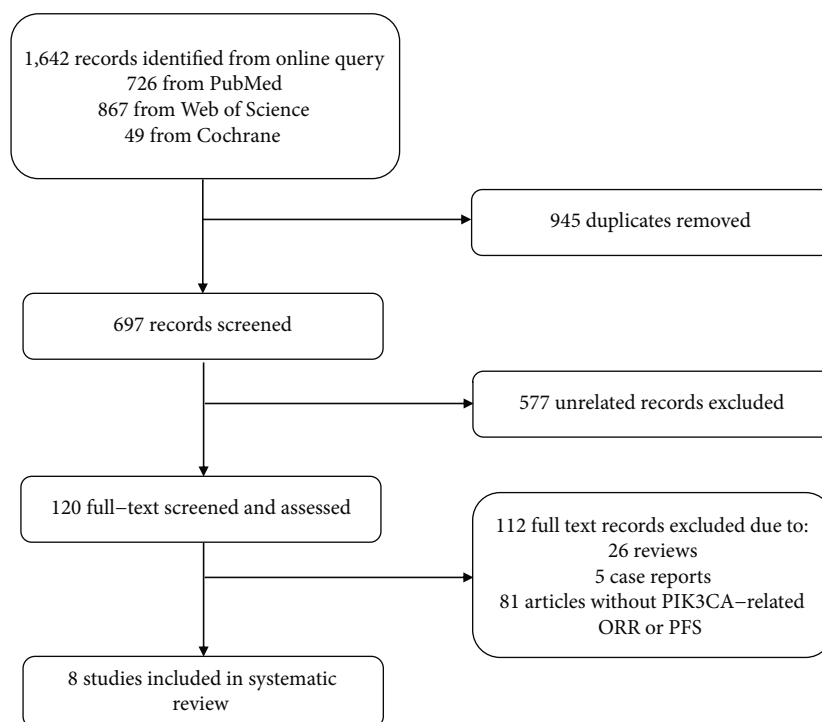 1,642 records identified from online query
726 from PubMed
867 from Web of Science
49 from Cochrane
945 duplicates removed
697 records screened
577 unrelated records excluded
120 full−text screened and assessed
112 full text records excluded due to:
26 reviews
5 case reports
81 articles without PIK3CA−related
ORR or PFS
8 studies included in systematic
review